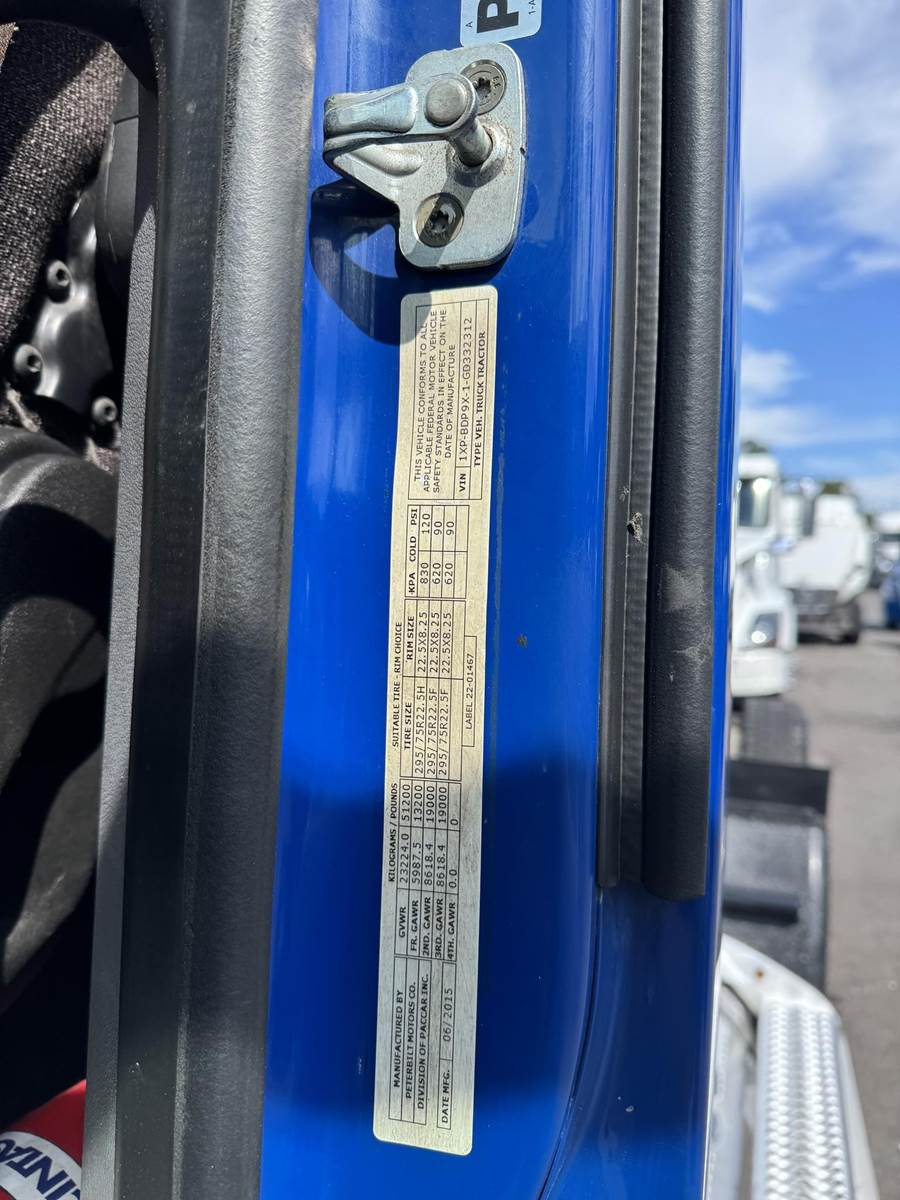 MANUFACTURED BY
PETERBILT MOTORS CO.
DIVISION OF PACCAR INC.
DATE MFG. 06/2015
KILOGRAMS / POUNDS
GVWR 23224.0 51200
FR. GAWR 5987.5 13200
2ND. GAWR 8618.4 19000
3RD. GAWR 8618.4 19000
4TH. GAWR 0.0 0
SUITABLE TIRE - RIM CHOICE
TIRE SIZE RIM SIZE KPA COLD PSI
295/75R22.5H 22.5X8.25 830 120
295/75R22.5F 22.5X8.25 620 90
295/75R22.5F 22.5X8.25 620 90
LABEL 22-01467
THIS VEHICLE CONFORMS TO ALL
APPLICABLE FEDERAL MOTOR VEHICLE
SAFETY STANDARDS IN EFFECT ON THE
DATE OF MANUFACTURE
VIN 1XP-BDP9X-1-GD332312
TYPE VEH. TRUCK TRACTOR
P
A
1-A